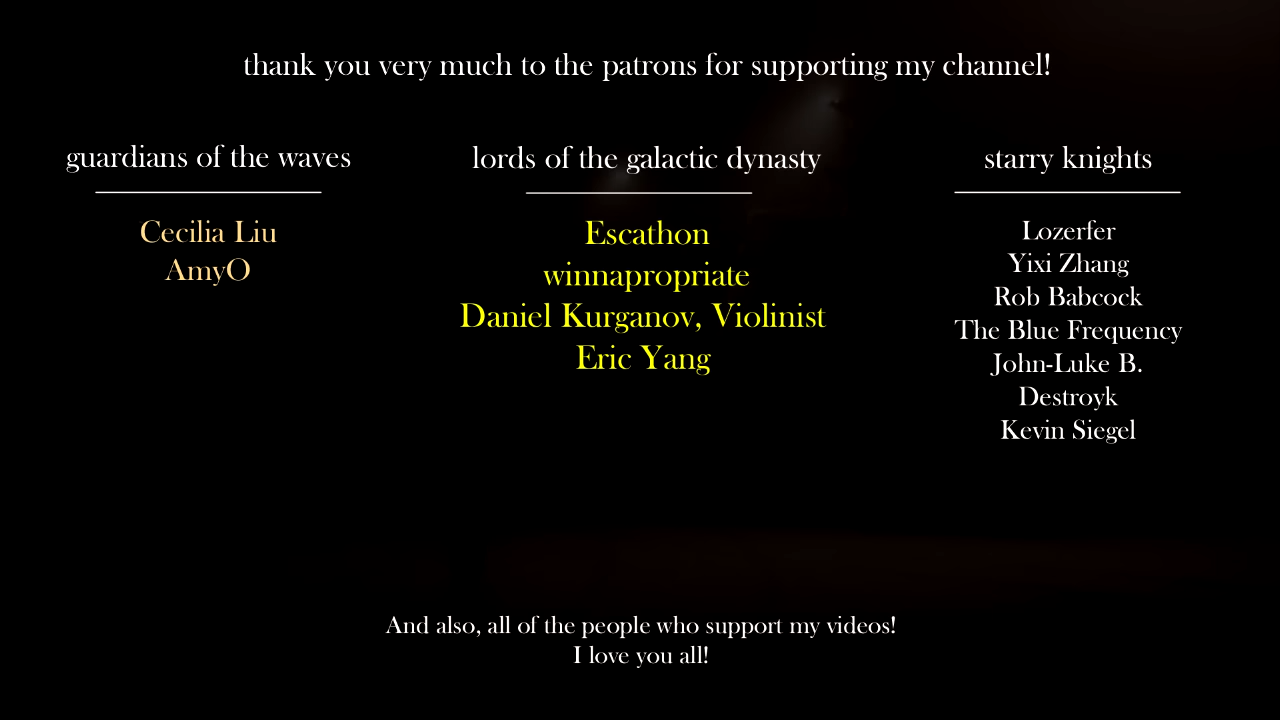 thank you very much to the patrons for supporting my channel!
guardians of the waves
Cecilia Liu
AmyO
lords of the galactic dynasty
Escathon
winnapropriate
Daniel Kurganov, Violinist
Eric Yang
starry knights
Lozerfer
Yixi Zhang
Rob Babcock
The Blue Frequency
John-Luke B.
Destroyk
Kevin Siegel
And also, all of the people who support my videos!
I love you all!